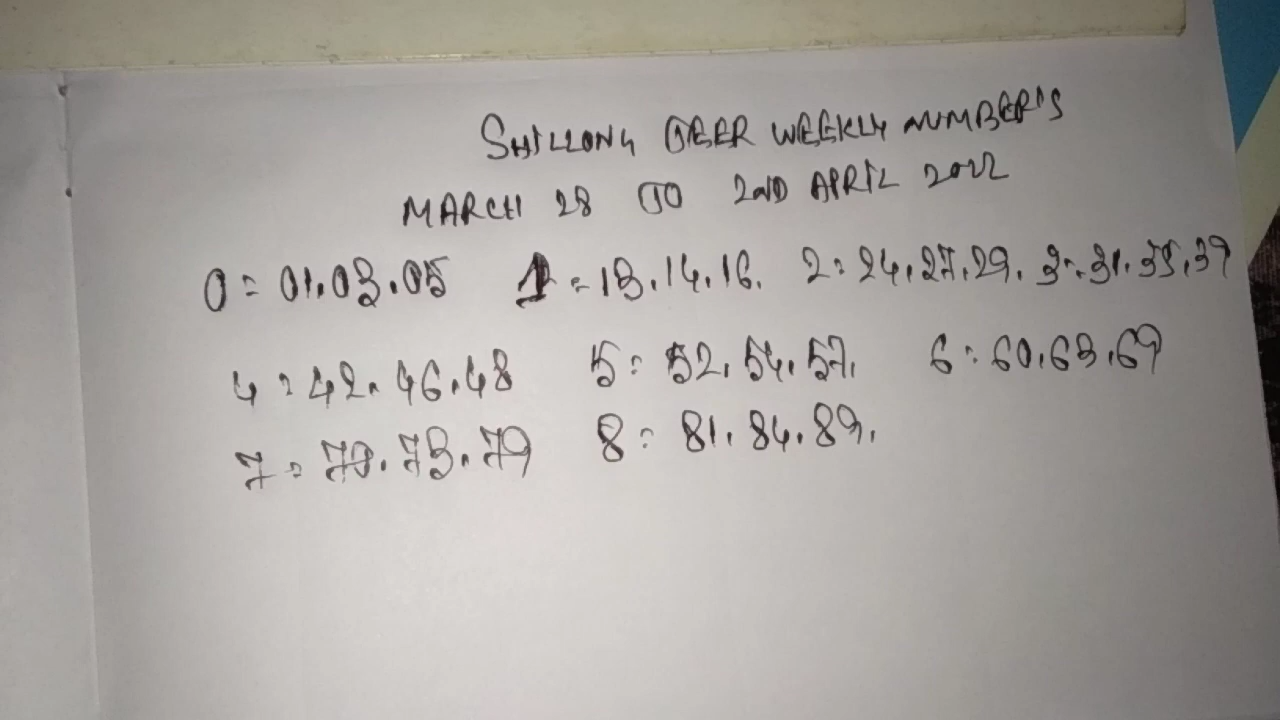 SHILLONG TEER WEEKLY NUMBER'S
MARCH 28 TO 2ND APRIL 2022
0 = 01.03.05 1 = 13.14.16. 2 = 24.27.29. 3 = 31.35.39
4 = 42.46.48 5 = 52.54.57. 6 = 60.63.69
7 = 70.73.79 8 = 81.84.89.